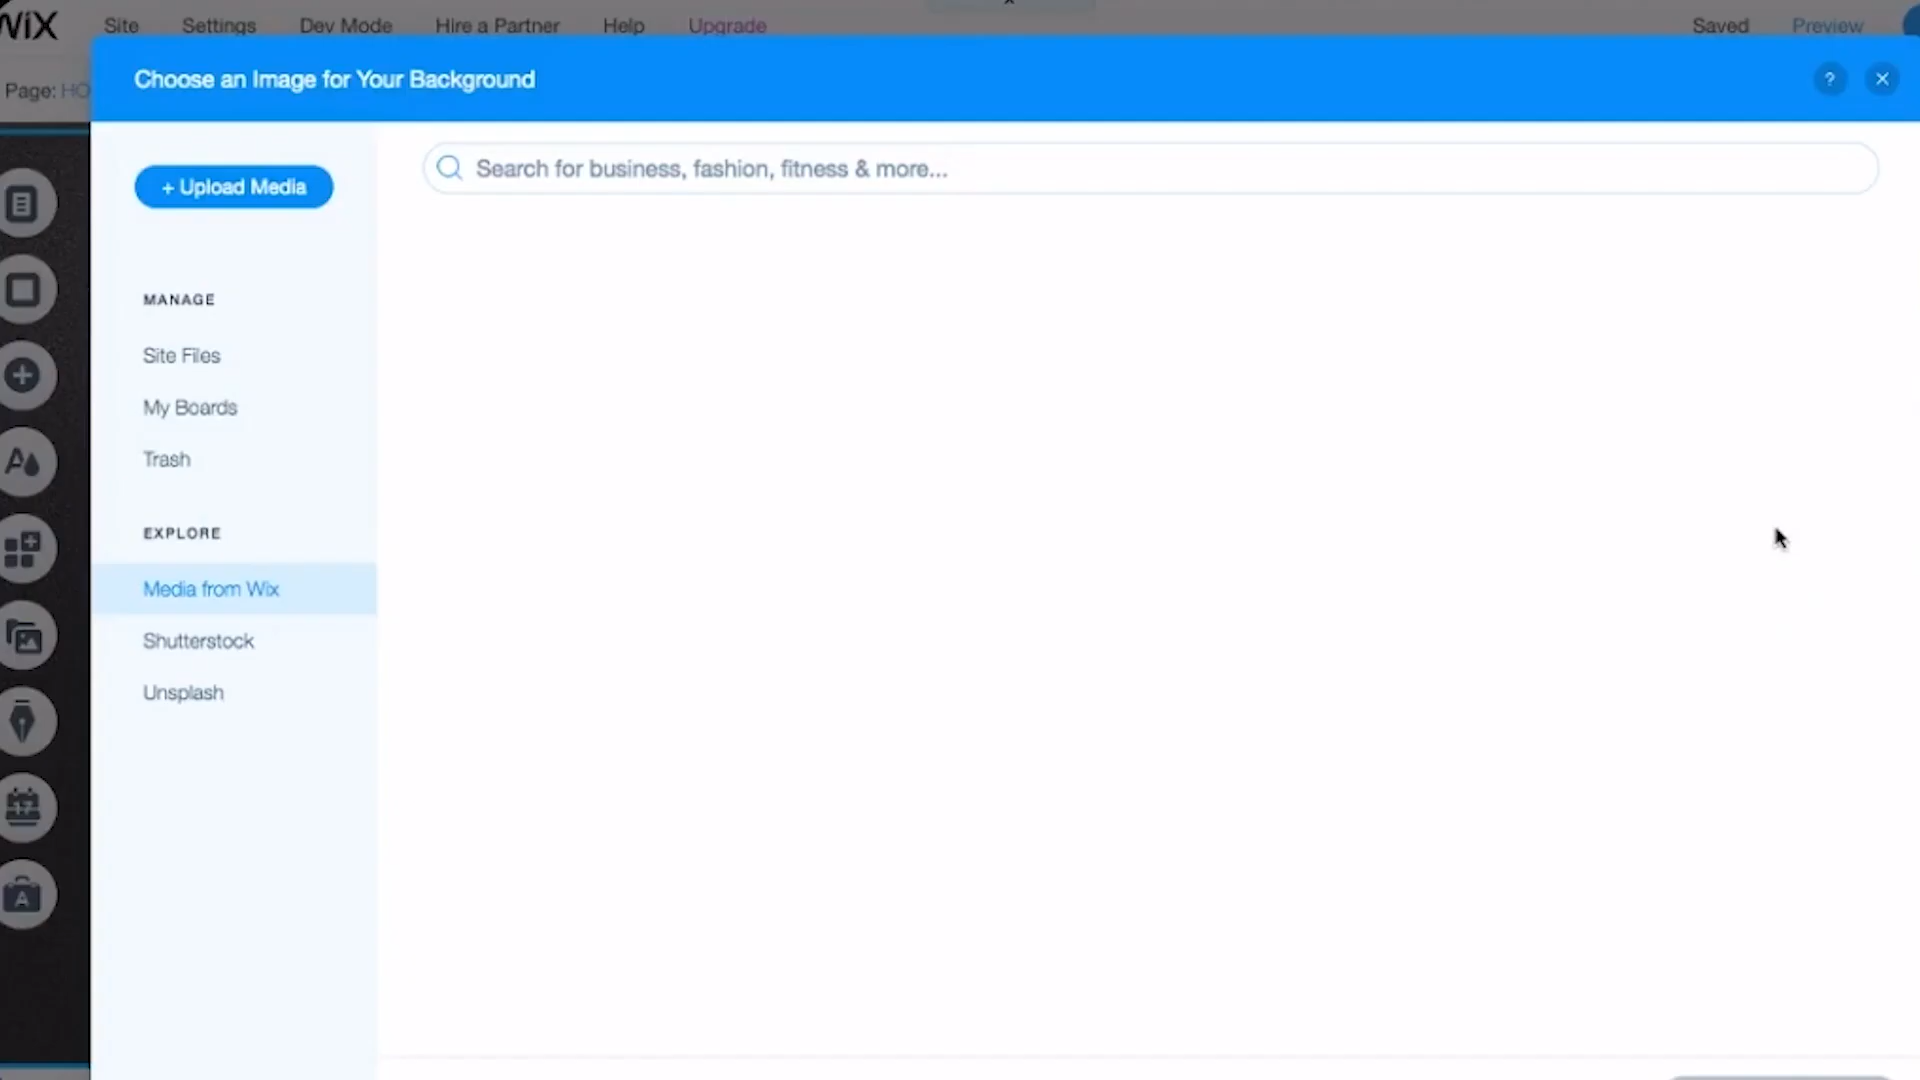 WiX Site Settings Dev Mode Hire a Partner Help Upgrade Saved Preview
Page: HO
Choose an Image for Your Background ?
+ Upload Media
Search for business, fashion, fitness & more...
MANAGE
Site Files
My Boards
Trash
EXPLORE
Media from Wix
Shutterstock
Unsplash
A
17
A